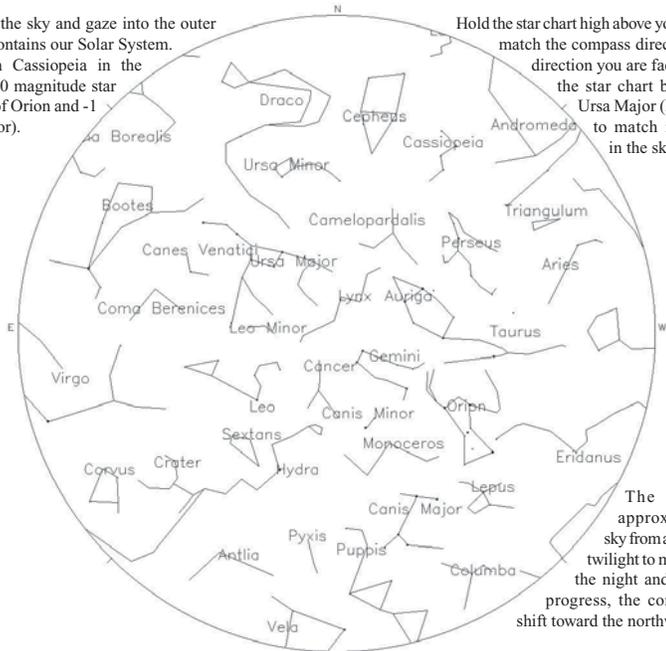 the sky and gaze into the outer
ontains our Solar System.
Cassiopeia in the
0 magnitude star
of Orion and -1
or).
Hold the star chart high above yo
match the compass direc
direction you are fac
the star chart b
Ursa Major (
to match
in the sk
N
E
W
Draco
Cepheus
Cassiopeia
Andromeda
Borealis
Ursa Minor
Bootes
Camelopardalis
Triangulum
Canes Venatici
Ursa Major
Perseus
Aries
Lynx
Auriga
Coma Berenices
Leo Minor
Taurus
Virgo
Cancer
Gemini
Leo
Canis Minor
Orion
Sextans
Monoceros
Eridanus
Corvus
Crater
Hydra
Lepus
Canis Major
Pyxis
Puppis
Antlia
Columba
Vela
The
approx
sky from a
twilight to m
the night and
progress, the co
shift toward the northw